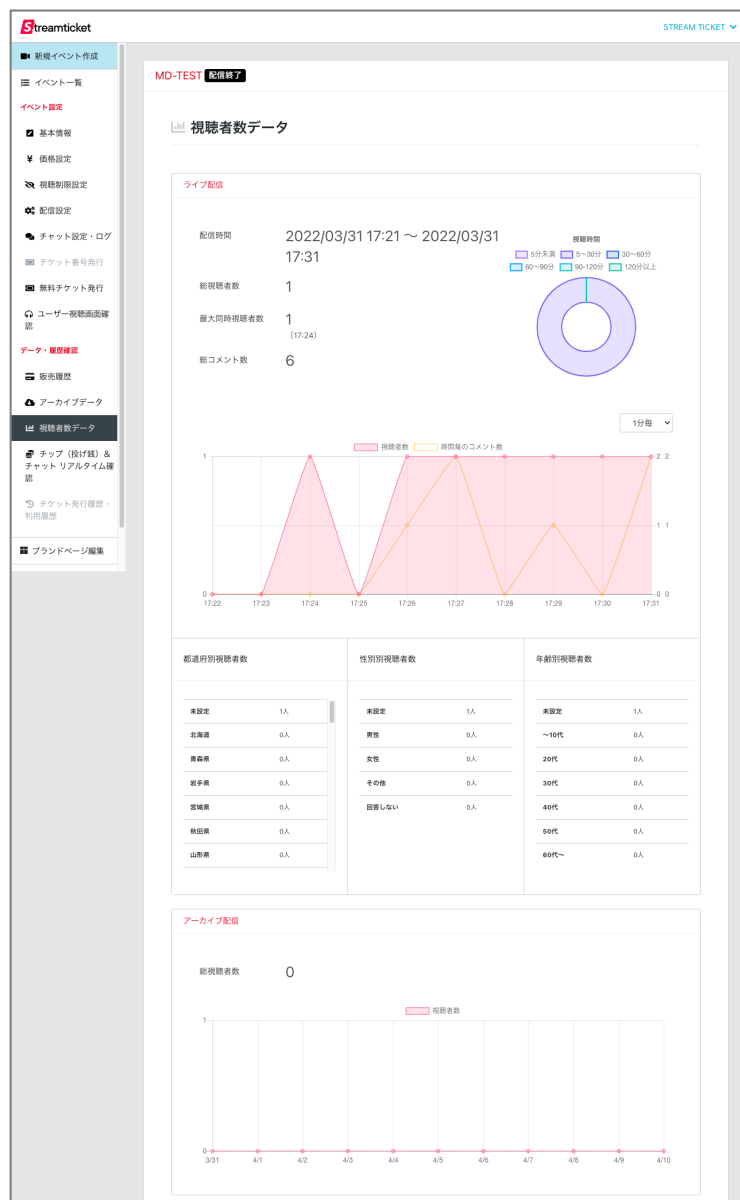 Streamticket
STREAM TICKET
新規イベント作成
イベント一覧
イベント設定
基本情報
価格設定
視聴制限設定
配信設定
チャット設定・ログ
チケット番号発行
無料チケット発行
ユーザー視聴画面確
認
データ・履歴確認
販売履歴
アーカイブデータ
視聴者数データ
チップ（投げ銭）&
チャット リアルタイム確
認
チケット発行履歴・
利用履歴
ブランドページ編集
MD-TEST 配信終了
視聴者数データ
ライブ配信
配信時間 2022/03/31 17:21 〜 2022/03/31
17:31
総視聴者数 1
最大同時視聴者数 1
（17:24）
総コメント数 6
視聴時間
5分未満 5〜30分 30〜60分
60〜90分 90-120分 120分以上
1分毎
視聴者数 時間毎のコメント数
1 2 2
1 1
0 0 0
17:22 17:23 17:24 17:25 17:26 17:27 17:28 17:29 17:30 17:31
都道府別視聴者数
未設定 1人
北海道 0人
青森県 0人
岩手県 0人
宮城県 0人
秋田県 0人
山形県 0人
性別別視聴者数
未設定 1人
男性 0人
女性 0人
その他 0人
回答しない 0人
年齢別視聴者数
未設定 1人
〜10代 0人
20代 0人
30代 0人
40代 0人
50代 0人
60代〜 0人
アーカイブ配信
総視聴者数 0
視聴者数
1
0
3/31 4/1 4/2 4/3 4/4 4/5 4/6 4/7 4/8 4/9 4/10